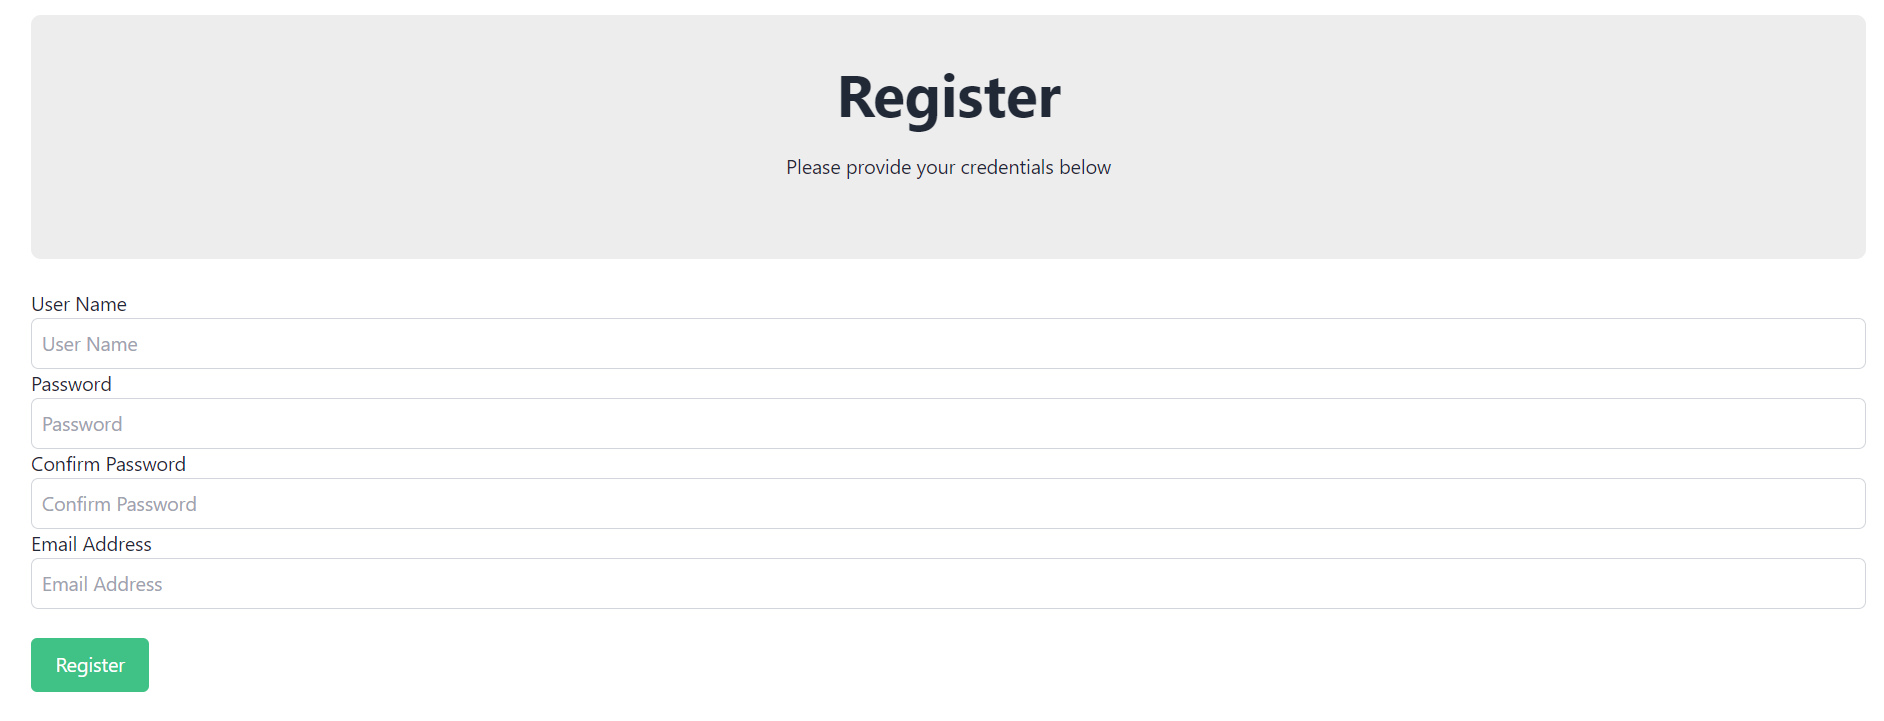 Register
Please provide your credentials below
User Name
User Name
Password
Password
Confirm Password
Confirm Password
Email Address
Email Address
Register